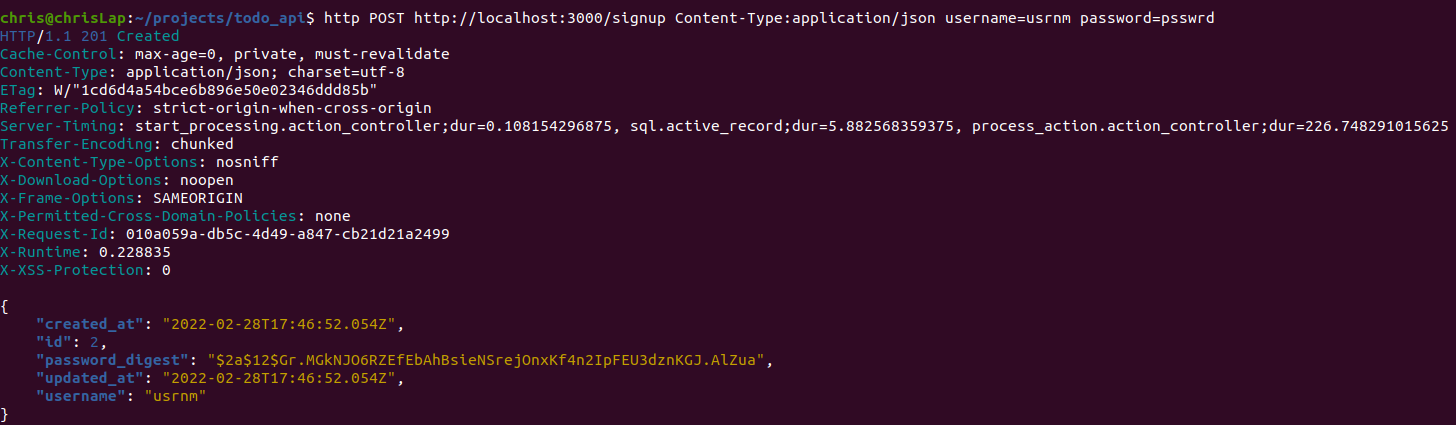 chris@chrisLap:~/projects/todo_api$ http POST http://localhost:3000/signup Content-Type:application/json username=usrnm password=psswrd
HTTP/1.1 201 Created
Cache-Control: max-age=0, private, must-revalidate
Content-Type: application/json; charset=utf-8
ETag: W/"1cd6d4a54bce6b896e50e02346ddd85b"
Referrer-Policy: strict-origin-when-cross-origin
Server-Timing: start_processing.action_controller;dur=0.108154296875, sql.active_record;dur=5.882568359375, process_action.action_controller;dur=226.748291015625
Transfer-Encoding: chunked
X-Content-Type-Options: nosniff
X-Download-Options: noopen
X-Frame-Options: SAMEORIGIN
X-Permitted-Cross-Domain-Policies: none
X-Request-Id: 010a059a-db5c-4d49-a847-cb21d21a2499
X-Runtime: 0.228835
X-XSS-Protection: 0

{
    "created_at": "2022-02-28T17:46:52.054Z",
    "id": 2,
    "password_digest": "$2a$12$Gr.MGkNJO6RZEfEbAhBsieNSrejOnxKf4n2IpFEU3dznKGJ.AlZua",
    "updated_at": "2022-02-28T17:46:52.054Z",
    "username": "usrnm"
}